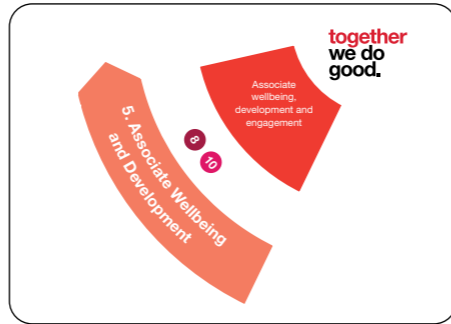 together
we do
good.
Associate
wellbeing,
development and
engagement
8
10
5. Associate Wellbeing
and Development